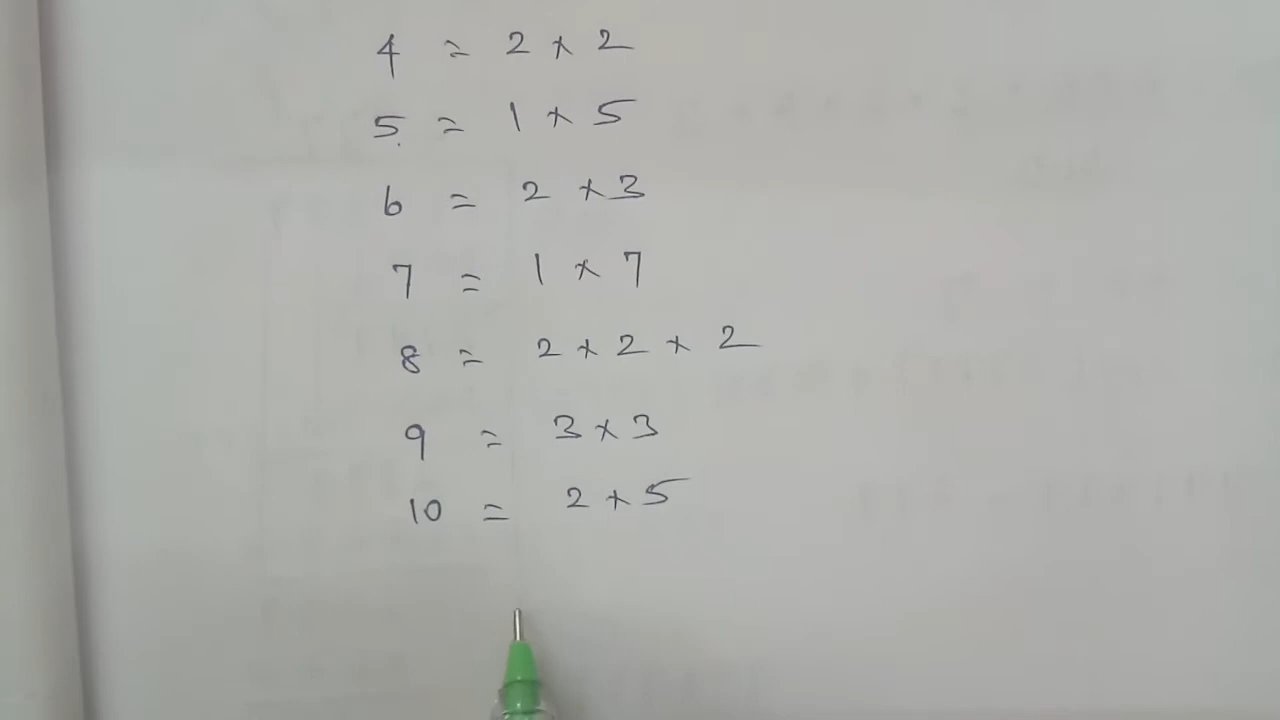 4 = 2 × 2
5 = 1 × 5
6 = 2 × 3
7 = 1 × 7
8 = 2 × 2 × 2
9 = 3 × 3
10 = 2 × 5